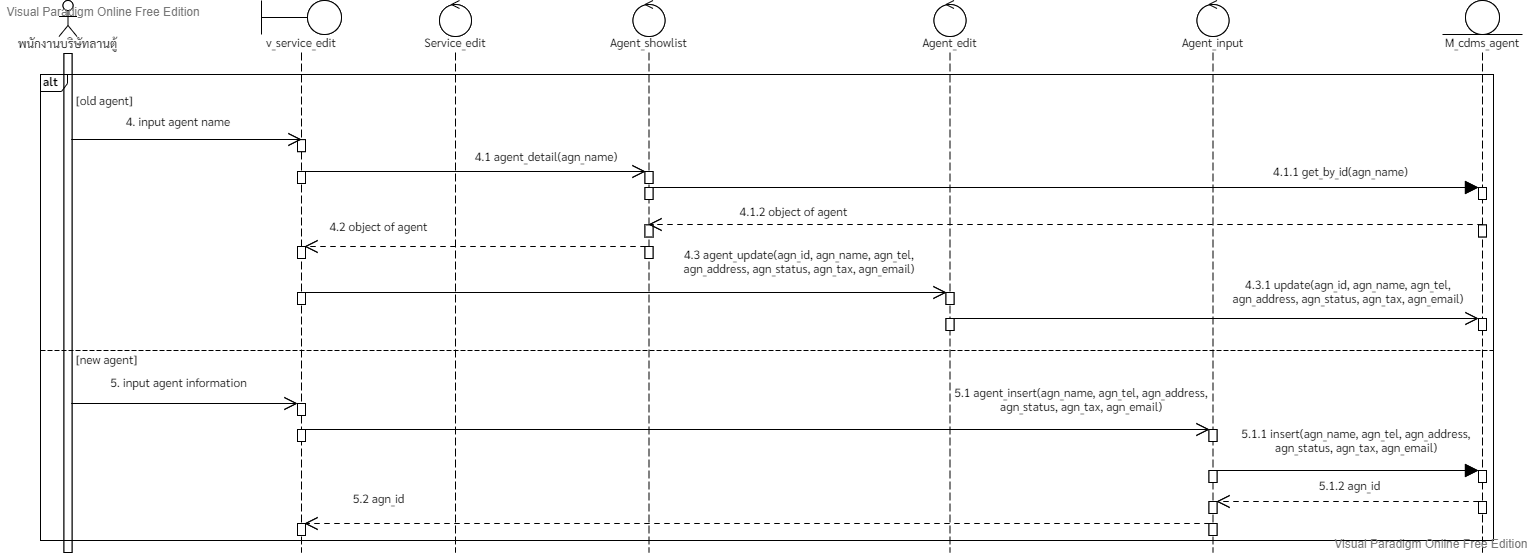 Visual Paradigm Online Free Edition
พนักงานบริษัทลานตู้
v_service_edit
Service_edit
Agent_showlist
Agent_edit
Agent_input
M_cdms_agent
alt
[old agent]
4. input agent name
4.1 agent_detail(agn_name)
4.1.1 get_by_id(agn_name)
4.1.2 object of agent
4.2 object of agent
4.3 agent_update(agn_id, agn_name, agn_tel,
agn_address, agn_status, agn_tax, agn_email)
4.3.1 update(agn_id, agn_name, agn_tel,
agn_address, agn_status, agn_tax, agn_email)
[new agent]
5. input agent information
5.1 agent_insert(agn_name, agn_tel, agn_address,
agn_status, agn_tax, agn_email)
5.1.1 insert(agn_name, agn_tel, agn_address,
agn_status, agn_tax, agn_email)
5.1.2 agn_id
5.2 agn_id
Visual Paradigm Online Free Edition